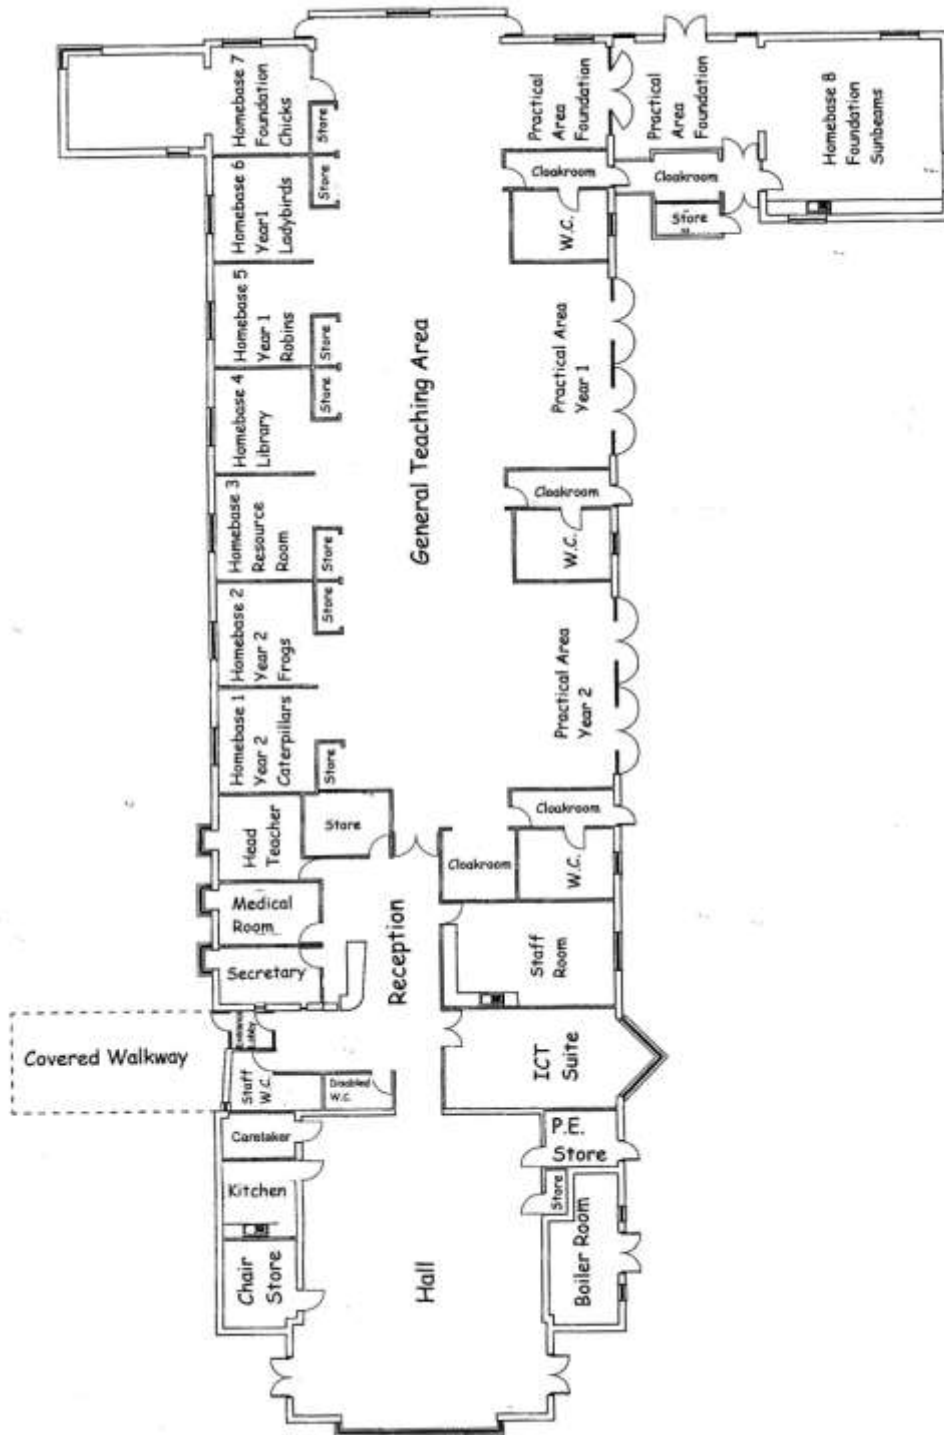 Homebase 7
Foundation
Chicks
Store
Homebase 6
Year1
Ladybirds
Store
Homebase 5
Year 1
Robins
Store
Homebase 4
Library
Store
Homebase 3
Resource
Room
Store
Homebase 2
Year 2
Frogs
Store
Homebase 1
Year 2
Caterpillars
Store
General Teaching Area
Practical
Area
Foundation
Practical
Area
Foundation
Homebase 8
Foundation
Sunbeams
Cloakroom
Cloakroom
W.C.
Store
Practical Area
Year 1
Cloakroom
W.C.
Practical Area
Year 2
Cloakroom
W.C.
Cloakroom
Head
Teacher
Store
Medical
Room
Secretary
Reception
Staff
Room
Covered Walkway
Entrance
Lobby
Staff
W.C.
Disabled
W.C.
ICT
Suite
Caretaker
P.E.
Store
Kitchen
Store
Chair
Store
Hall
Boiler Room